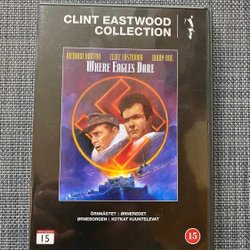 CLINT EASTWOOD
COLLECTION
RICHARD BURTON CLINT EASTWOOD MARY URE
WHERE EAGLES DARE
ÖRNNÄSTET | ØRNEREDET
ØRNEBORGEN | KOTKAT KUUNTELEVAT
15
15